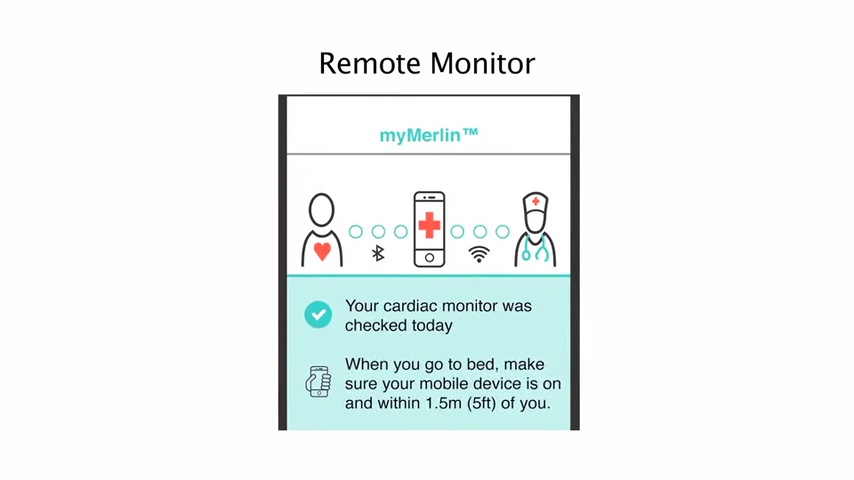 Remote Monitor
myMerlin™
Your cardiac monitor was
checked today
When you go to bed, make
sure your mobile device is on
and within 1.5m (5ft) of you.